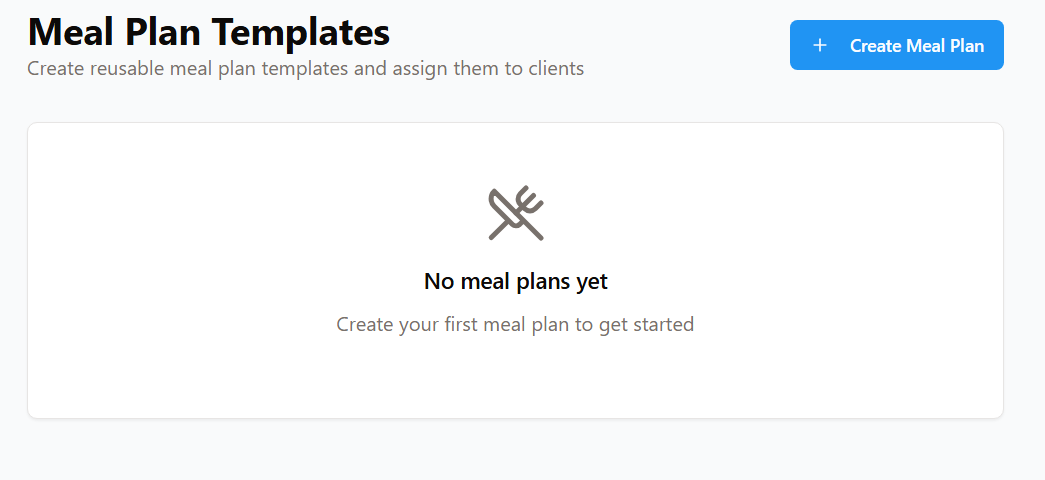 Meal Plan Templates
Create reusable meal plan templates and assign them to clients
+ Create Meal Plan
No meal plans yet
Create your first meal plan to get started